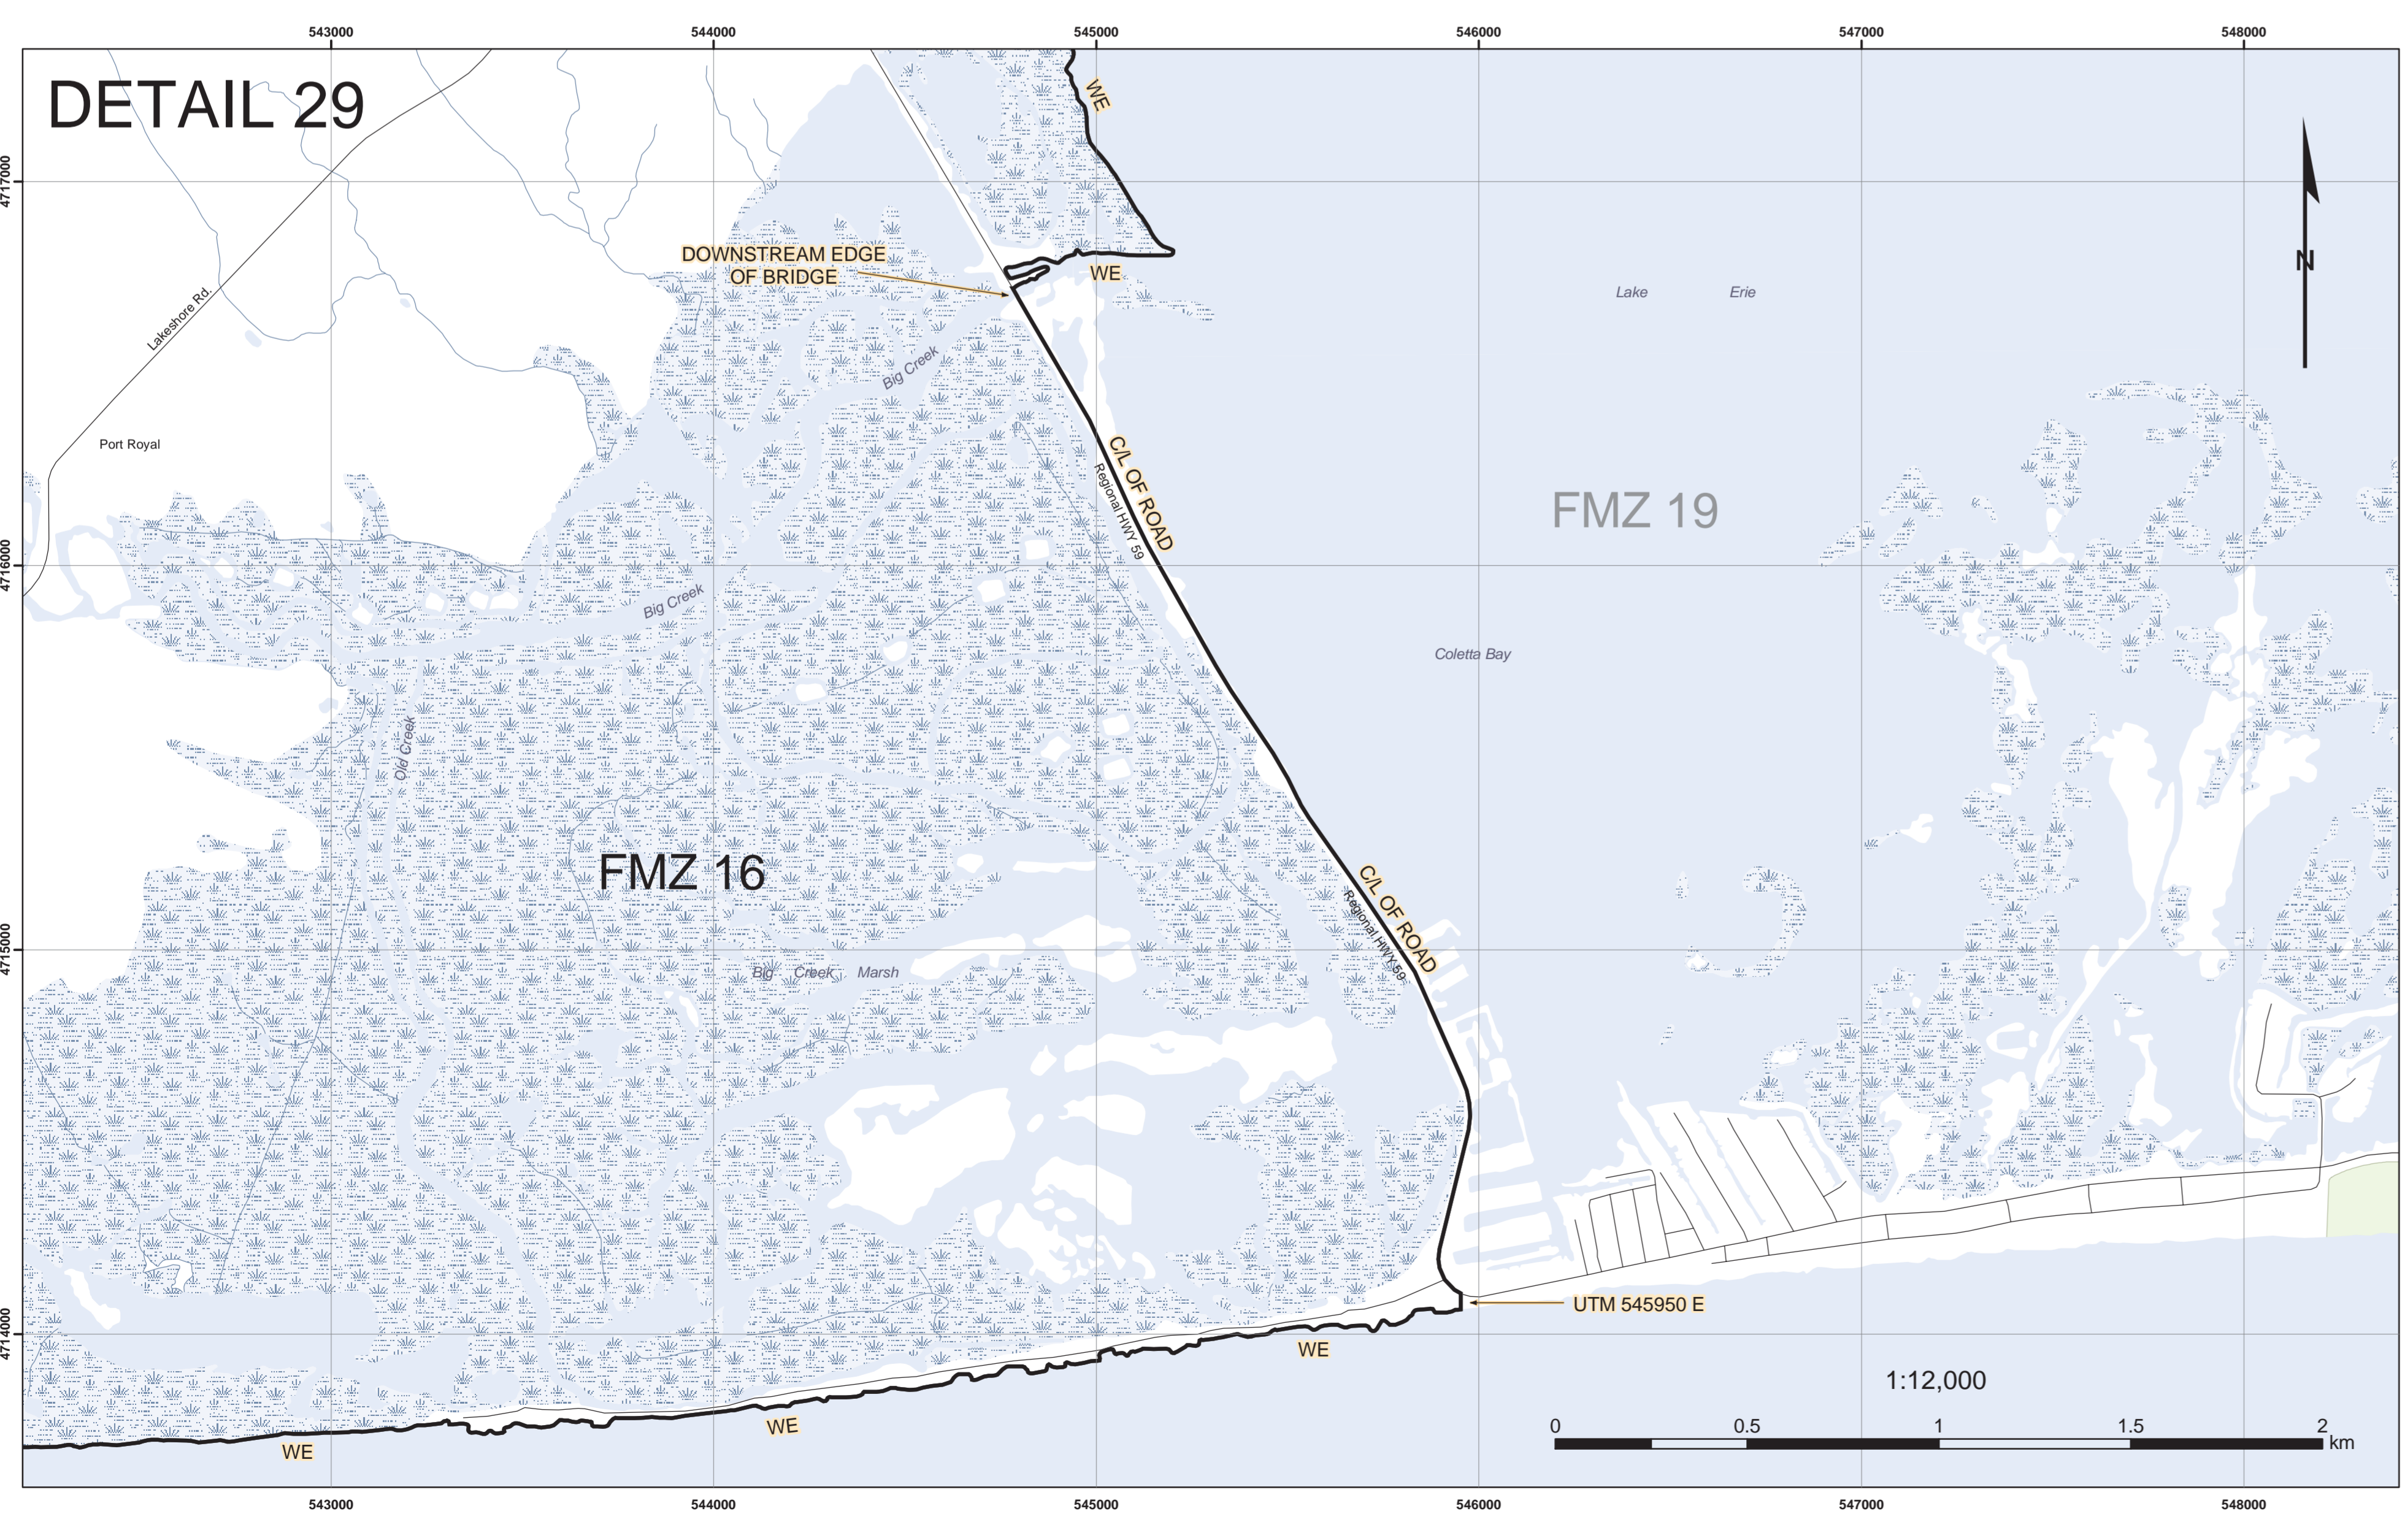 543000
544000
545000
546000
547000
548000
DETAIL 29
WE
4717000
DOWNSTREAM EDGE
OF BRIDGE
WE
N
Lake Erie
Lakeshore Rd.
Big Creek
Port Royal
C/L OF ROAD
Regional HWY 59
FMZ 19
4716000
Big Creek
Coletta Bay
Old Creek
FMZ 16
C/L OF ROAD
Regional HWY 59
4715000
Big Creek Marsh
UTM 545950 E
4714000
WE
1:12,000
WE
0 0.5 1 1.5 2
km
WE
543000
544000
545000
546000
547000
548000